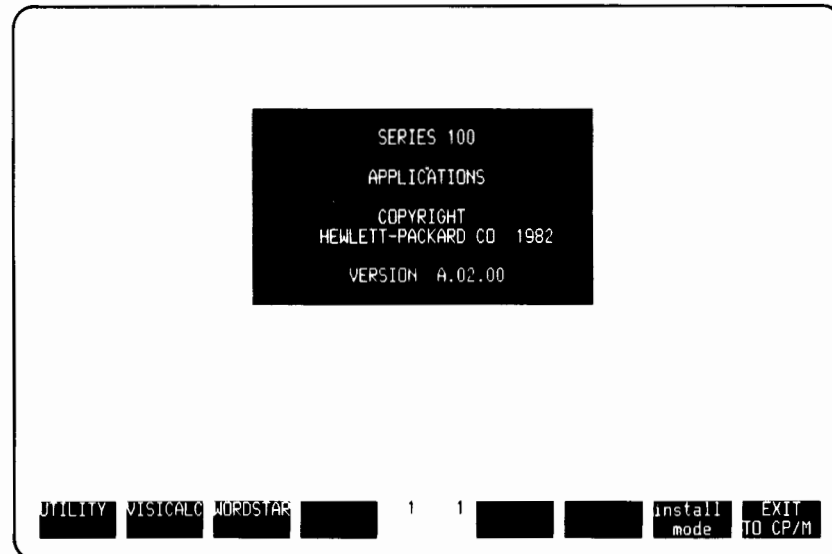 SERIES 100
APPLICATIONS
COPYRIGHT
HEWLETT-PACKARD CO 1982
VERSION A.02.00
UTILITY VISICALC WORDSTAR 1 1 install mode EXIT TO CP/M